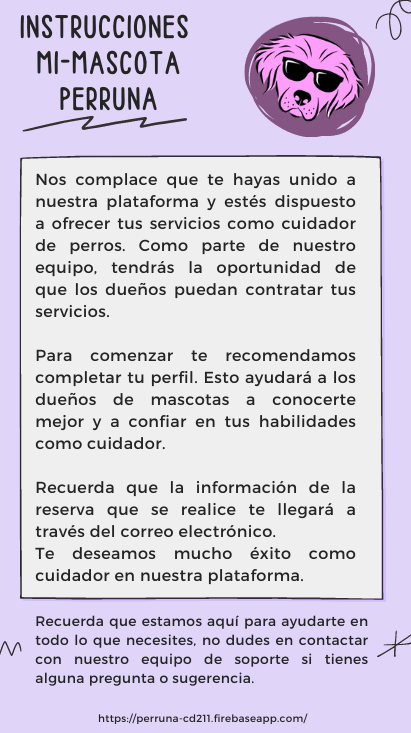 INSTRUCCIONES
MI-MASCOTA
PERRUNA
Nos complace que te hayas unido a
nuestra plataforma y estés dispuesto
a ofrecer tus servicios como cuidador
de perros. Como parte de nuestro
equipo, tendrás la oportunidad de
que los dueños puedan contratar tus
servicios.
Para comenzar te recomendamos
completar tu perfil. Esto ayudará a los
dueños de mascotas a conocerte
mejor y a confiar en tus habilidades
como cuidador.
Recuerda que la información de la
reserva que se realice te llegará a
través del correo electrónico.
Te deseamos mucho éxito como
cuidador en nuestra plataforma.
Recuerda que estamos aquí para ayudarte en
todo lo que necesites, no dudes en contactar
con nuestro equipo de soporte si tienes
alguna pregunta o sugerencia.
https://perruna-cd211.firebaseapp.com/